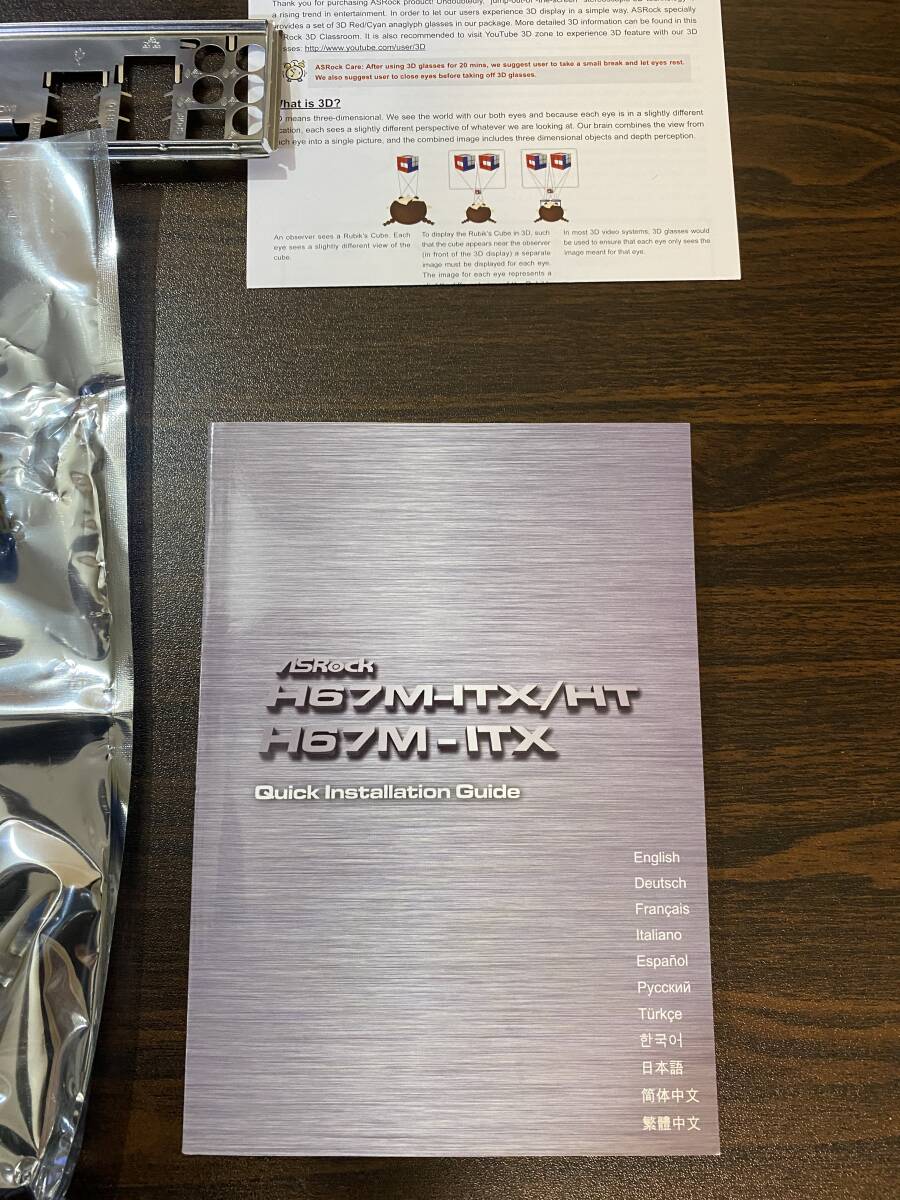 Thank you for purchasing ASRock product! Undoubtedly,
a rising trend in entertainment. In order to let our users experience 3D display in a simple way, ASRock specially
provides a set of 3D Red/Cyan anaglyph glasses in our package. More detailed 3D information can be found in this
Rock 3D Classroom. It is also recommended to visit YouTube 3D zone to experience 3D feature with our 3D
sses: http://www.youtube.com/user/3D
ASRock Care: After using 3D glasses for 20 mins, we suggest user to take a small break and let eyes rest.
We also suggest user to close eyes before taking off 3D glasses.
What is 3D?
D means three-dimensional. We see the world with our both eyes and because each eye is in a slightly different
cation, each sees a slightly different perspective of whatever we are looking at. Our brain combines the view from
ch eye into a single picture, and the combined image includes three dimensional objects and depth perception.
An observer sees a Rubik's Cube. Each
eye sees a slightly different view of the
cube.
To display the Rubik's Cube in 3D, such
that the cube appears near the observer
(in front of the 3D display) a separate
image must be displayed for each eye.
The image for each eye represents a
In most 3D video systems, 3D glasses would
be used to ensure that each eye only sees the
image meant for that eye.
ASRock
H67M-ITX/HT
H67M-ITX
Quick Installation Guide
English
Deutsch
Français
Italiano
Español
Русский
Türkçe
한국어
日本語
简体中文
繁體中文